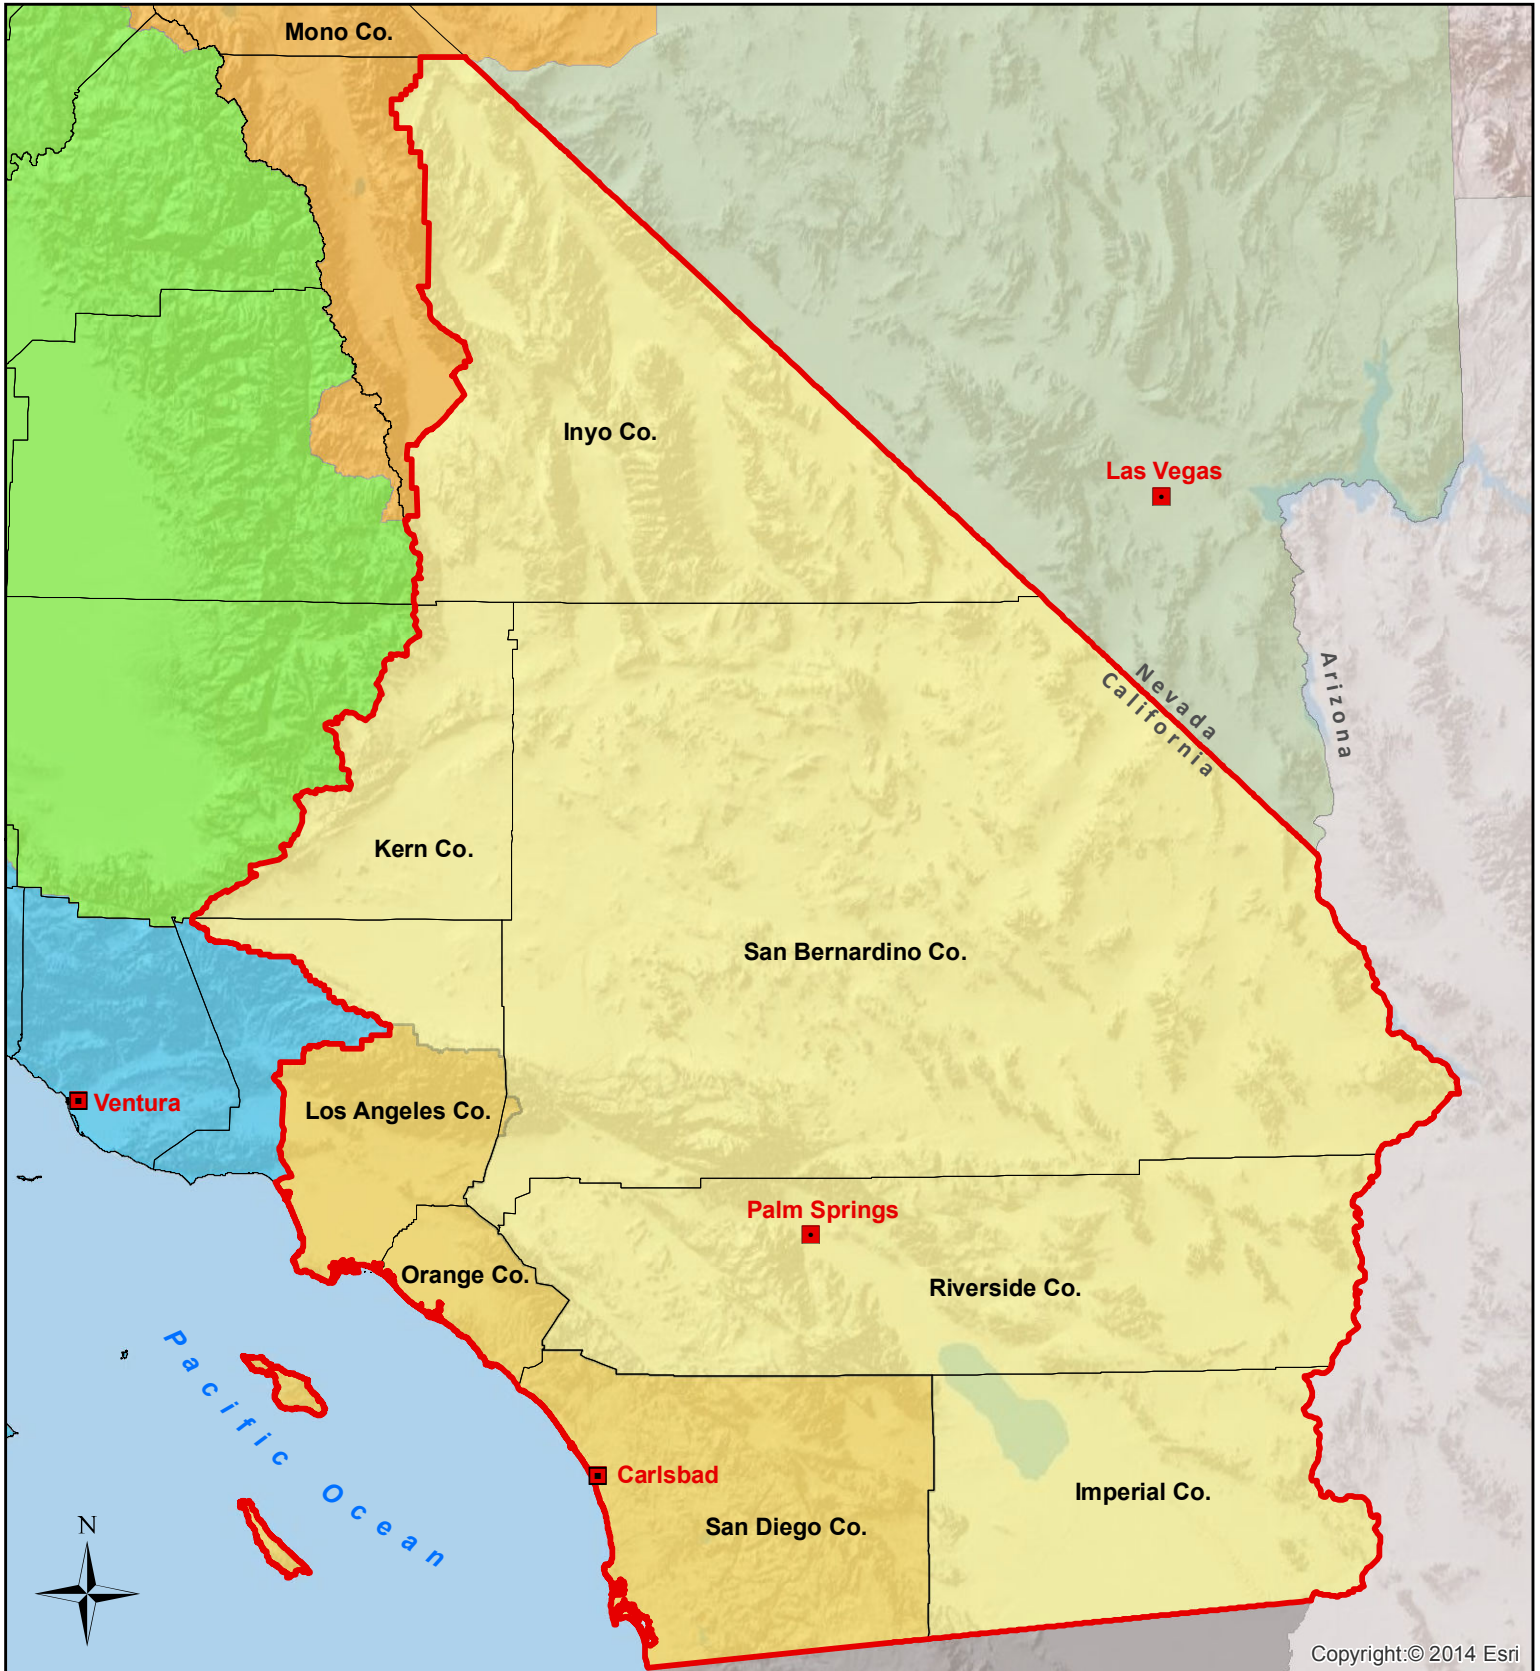 Mono Co.
Inyo Co.
Las Vegas
Nevada
California
Arizona
Kern Co.
San Bernardino Co.
Ventura
Los Angeles Co.
Palm Springs
Orange Co.
Riverside Co.
Pacific Ocean
Carlsbad
Imperial Co.
San Diego Co.
N
Copyright:© 2014 Esri